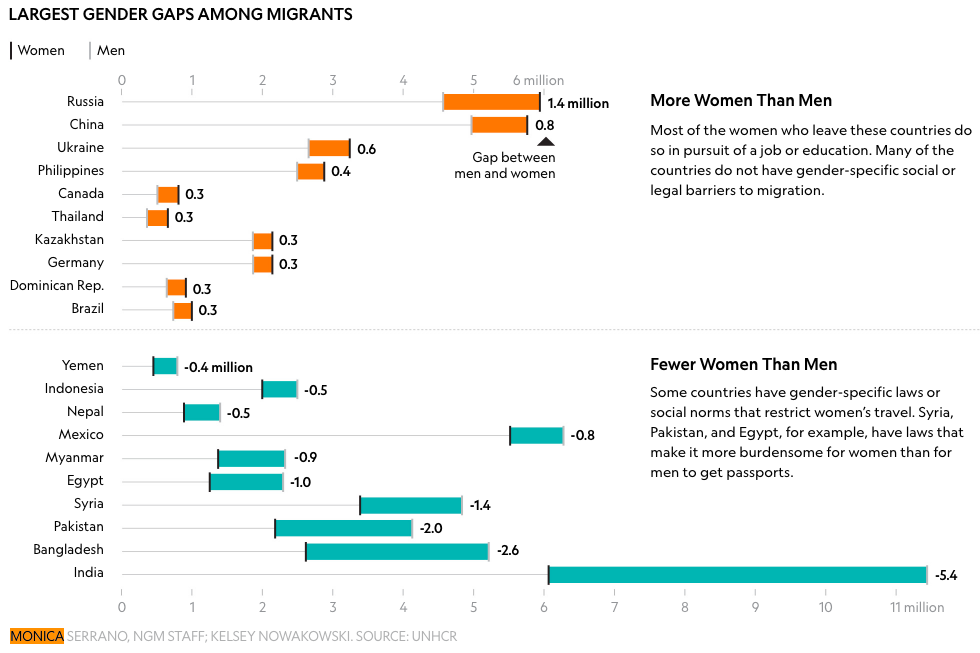 LARGEST GENDER GAPS AMONG MIGRANTS
Women Men
0 1 2 3 4 5 6 million
Russia 1.4 million
China 0.8
Ukraine 0.6
Philippines 0.4
Canada 0.3
Thailand 0.3
Kazakhstan 0.3
Germany 0.3
Dominican Rep. 0.3
Brazil 0.3
Gap between
men and women
More Women Than Men
Most of the women who leave these countries do
so in pursuit of a job or education. Many of the
countries do not have gender-specific social or
legal barriers to migration.
Yemen -0.4 million
Indonesia -0.5
Nepal -0.5
Mexico -0.8
Myanmar -0.9
Egypt -1.0
Syria -1.4
Pakistan -2.0
Bangladesh -2.6
India -5.4
0 1 2 3 4 5 6 7 8 9 10 11 million
Fewer Women Than Men
Some countries have gender-specific laws or
social norms that restrict women’s travel. Syria,
Pakistan, and Egypt, for example, have laws that
make it more burdensome for women than for
men to get passports.
MONICA SERRANO, NGM STAFF; KELSEY NOWAKOWSKI. SOURCE: UNHCR